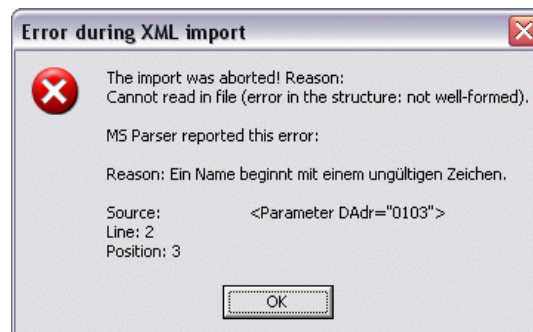 Error during XML import
The import was aborted! Reason:
Cannot read in file (error in the structure: not well-formed).
MS Parser reported this error:
Reason: Ein Name beginnt mit einem ungültigen Zeichen.
Source: <Parameter DAdr="0103">
Line: 2
Position: 3
OK